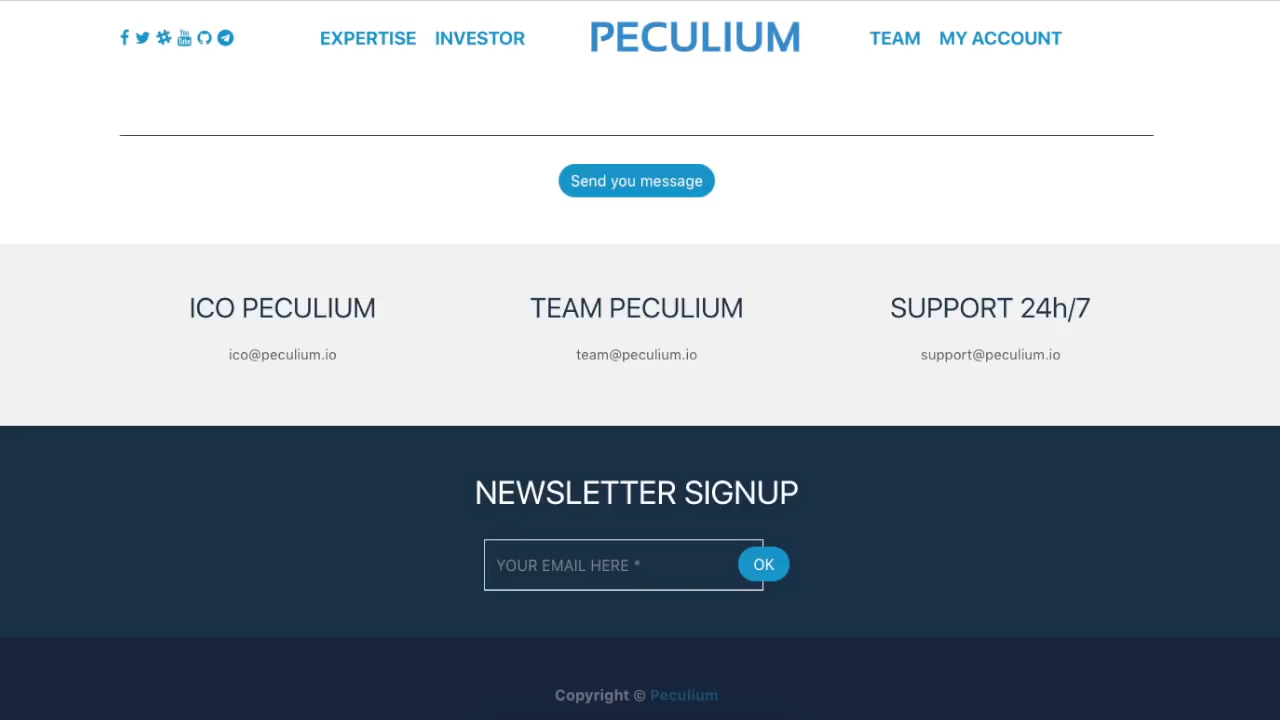 EXPERTISE INVESTOR PECULIUM TEAM MY ACCOUNT
Send you message
ICO PECULIUM TEAM PECULIUM SUPPORT 24h/7
ico@peculium.io team@peculium.io support@peculium.io
NEWSLETTER SIGNUP
YOUR EMAIL HERE * OK
Copyright © Peculium